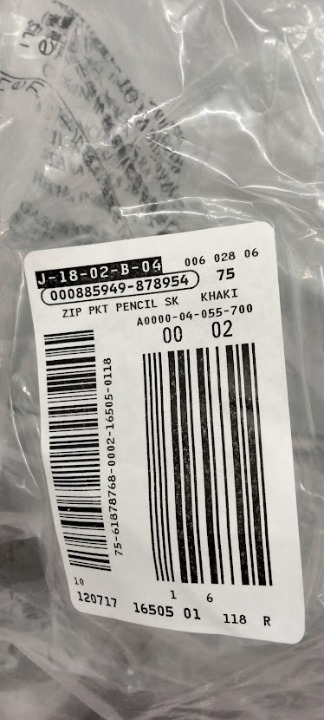 J-18-02-B-04 006 028 06
000885949-878954 75
ZIP PKT PENCIL SK KHAKI
A0000-04-055-700
00 02
75-61878768-0002-16505-0118
1 6
10
120717 16505 01 118 R